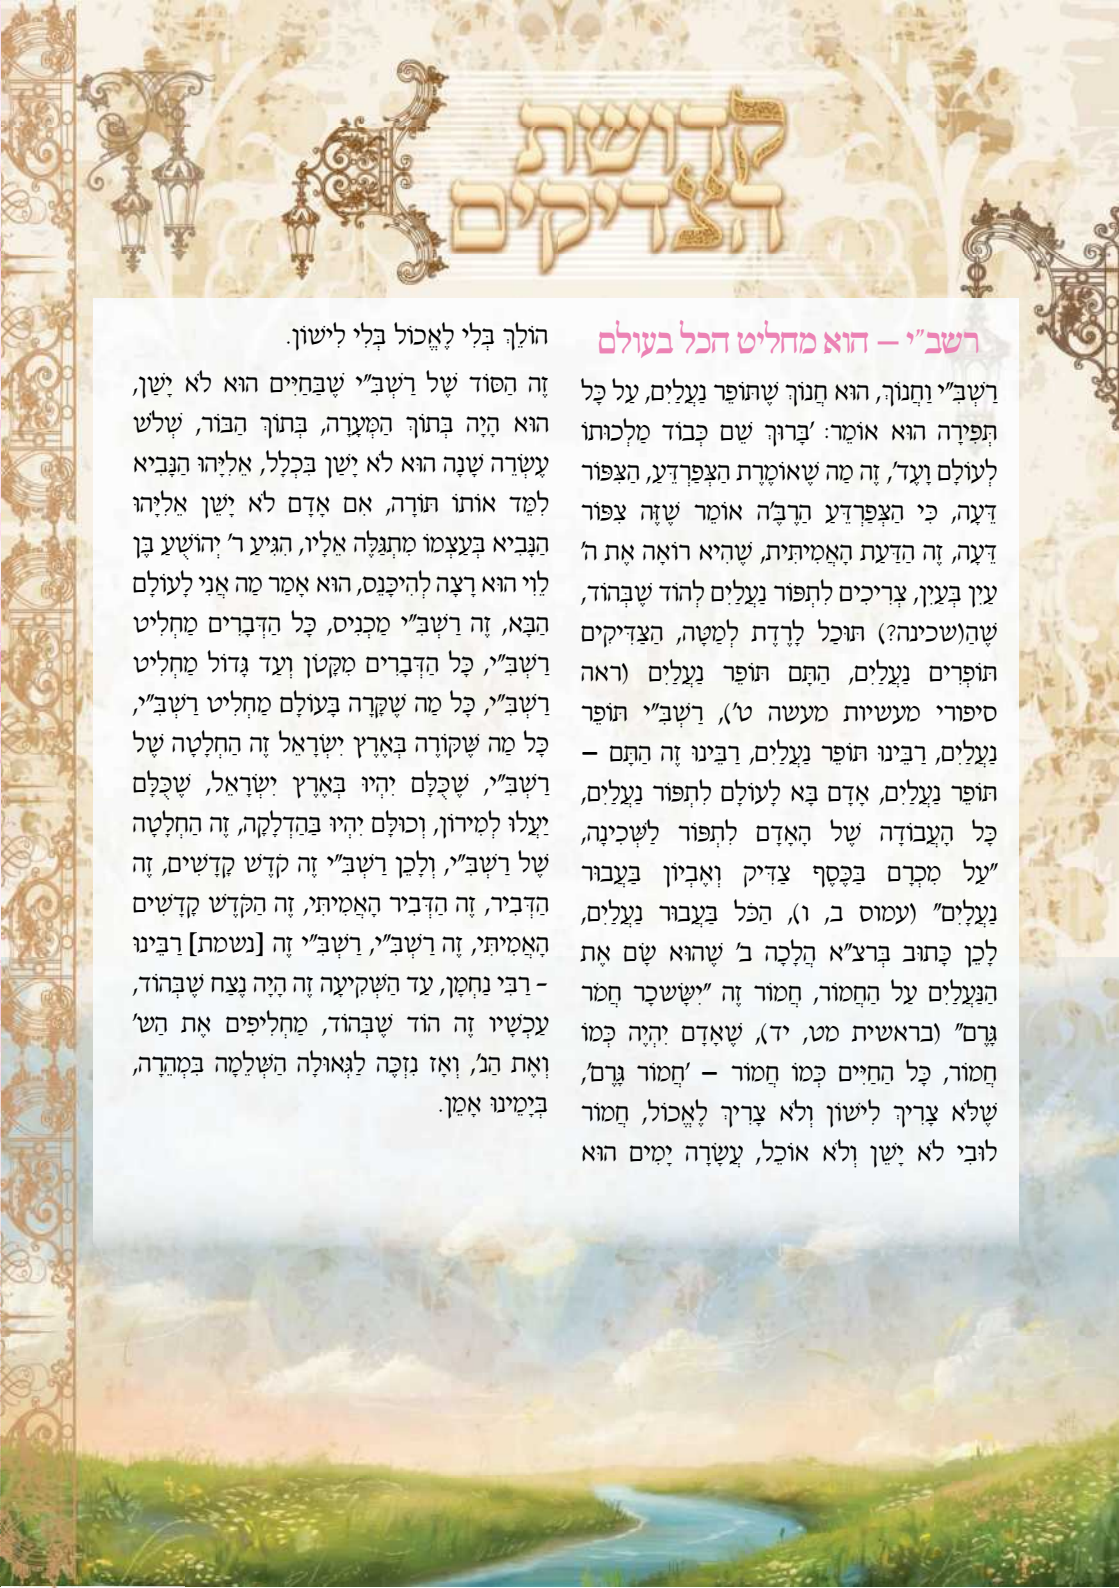 קדושת
הצדיקים
רשב"י – הוא מחליט הכל בעולם
רַשְׁבִּ"י וַחֲנוֹךְ, הוּא חֲנוֹךְ שֶׁתּוֹפֵר נַעֲלַיִם, עַל כָּל
תְּפִירָה הוּא אוֹמֵר: 'בָּרוּךְ שֵׁם כְּבוֹד מַלְכוּתוֹ
לְעוֹלָם וָעֶד', זֶה מַה שֶׁאוֹמֶרֶת הַצְּפַרְדֵּעַ, הַצִּפּוֹר
דֵּעָה, כִּי הַצְּפַרְדֵּעַ הָרֶבֶּ'ה אוֹמֵר שֶׁזֶּה צִפּוֹר
דֵּעָה, זֶה הַדַּעַת הָאֲמִיתִּית, שֶׁהִיא רוֹאָה אֶת ה'
עַיִן בְּעַיִן, צְרִיכִים לִתְפּוֹר נַעֲלַיִם לְהוֹד שֶׁבְּהוֹד,
שֶׁהַ(שכינה?) תּוּכַל לָרֶדֶת לְמַטָּה, הַצַּדִּיקִים
תּוֹפְרִים נַעֲלַיִם, הַתָּם תּוֹפֵר נַעֲלַיִם (ראה
סיפורי מעשיות מעשה ט'), רַשְׁבִּ"י תּוֹפֵר
נַעֲלַיִם, רַבֵּינוּ תּוֹפֵר נַעֲלַיִם, רַבֵּינוּ זֶה הַתָּם –
תּוֹפֵר נַעֲלַיִם, אָדָם בָּא לָעוֹלָם לִתְפּוֹר נַעֲלַיִם,
כָּל הָעֲבוֹדָה שֶׁל הָאָדָם לִתְפּוֹר לַשְּׁכִינָה,
"עַל מִכְרָם בַּכֶּסֶף צַדִּיק וְאֶבְיוֹן בַּעֲבוּר
נַעֲלָיִם" (עמוס ב, ו), הַכֹּל בַּעֲבוּר נַעֲלַיִם,
לָכֵן כָּתוּב בְּרצ"א הֲלָכָה ב' שֶׁהוּא שָׂם אֶת
הַנַּעֲלַיִם עַל הַחֲמוֹר, חֲמוֹר זֶה "יִשָּׂשכָר חֲמֹר
גָּרֶם" (בראשית מט, יד), שֶׁאָדָם יִהְיֶה כְּמוֹ
חֲמוֹר, כָּל הַחַיִּים כְּמוֹ חֲמוֹר – 'חֲמוֹר גָּרֶם',
שֶׁלֹּא צָרִיךְ לִישׁוֹן וְלֹא צָרִיךְ לֶאֱכוֹל, חֲמוֹר
לוּבִי לֹא יָשֵׁן וְלֹא אוֹכֵל, עֲשָׂרָה יָמִים הוּא
הוֹלֵךְ בְּלִי לֶאֱכוֹל בְּלִי לִישׁוֹן.
זֶה הַסּוֹד שֶׁל רַשְׁבִּ"י שֶׁבַּחַיִּים הוּא לֹא יָשַׁן,
הוּא הָיָה בְּתוֹךְ הַמְּעָרָה, בְּתוֹךְ הַבּוֹר, שְׁלֹשׁ
עֶשְׂרֵה שָׁנָה הוּא לֹא יָשַׁן בִּכְלָל, אֵלִיָּהוּ הַנָּבִיא
לִמֵּד אוֹתוֹ תּוֹרָה, אִם אָדָם לֹא יָשֵׁן אֵלִיָּהוּ
הַנָּבִיא בְּעַצְמוֹ מִתְגַּלֶּה אֵלָיו, הִגִּיעַ ר' יְהוֹשֻׁעַ בֶּן
לֵוִי הוּא רָצָה לְהִיכָּנֵס, הוּא אָמַר מַה אֲנִי לָעוֹלָם
הַבָּא, זֶה רַשְׁבִּ"י מַכְנִיס, כָּל הַדְּבָרִים מַחְלִיט
רַשְׁבִּ"י, כָּל הַדְּבָרִים מִקָּטֹן וְעַד גָּדוֹל מַחְלִיט
רַשְׁבִּ"י, כָּל מַה שֶׁקָּרָה בָּעוֹלָם מַחְלִיט רַשְׁבִּ"י,
כָּל מַה שֶּׁקּוֹרֶה בְּאֶרֶץ יִשְׂרָאֵל זֶה הַחְלָטָה שֶׁל
רַשְׁבִּ"י, שֶׁכֻּלָּם יִהְיוּ בְּאֶרֶץ יִשְׂרָאֵל, שֶׁכֻּלָּם
יַעֲלוּ לְמִירוֹן, וְכוּלָּם יִהְיוּ בַּהַדְלָקָה, זֶה הַחְלָטָה
שֶׁל רַשְׁבִּ"י, וְלָכֵן רַשְׁבִּ"י זֶה קֹדֶשׁ קָדָשִׁים, זֶה
הַדְּבִיר, זֶה הַדְּבִיר הָאֲמִיתִּי, זֶה הַקֹּדֶשׁ קָדָשִׁים
הָאֲמִיתִּי, זֶה רַשְׁבִּ"י, רַשְׁבִּ"י זֶה [נשמת] רַבֵּינוּ
- רַבִּי נַחְמָן, עַד הַשְּׁקִיעָה זֶה הָיָה נֶצַח שֶׁבְּהוֹד,
עַכְשָׁיו זֶה הוֹד שֶׁבְּהוֹד, מַחְלִיפִים אֶת הַש'
וְאֶת הַנ', וְאָז נִזְכֶּה לַגְּאוּלָה הַשְּׁלֵמָה בִּמְהֵרָה,
בְּיָמֵינוּ אָמֵן.